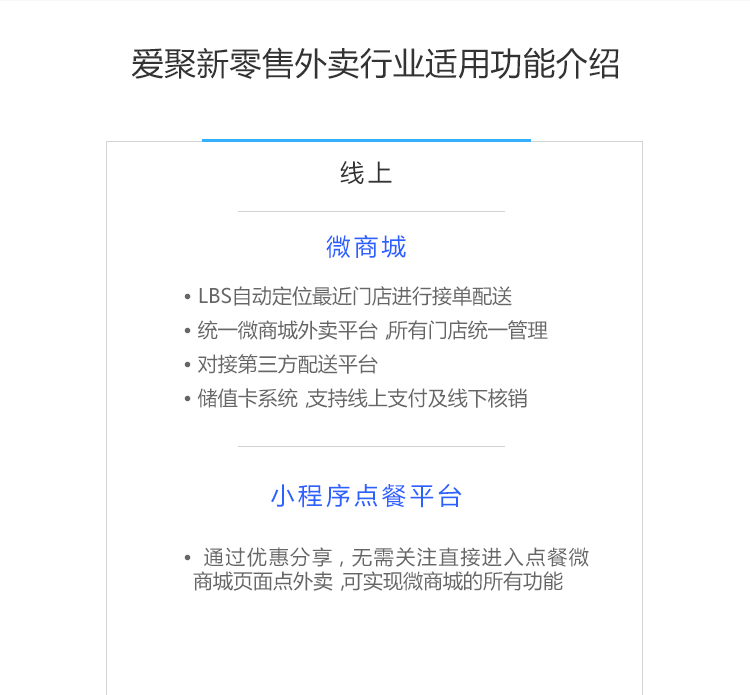 爱聚新零售外卖行业适用功能介绍
线上
微商城
• LBS自动定位最近门店进行接单配送
• 统一微商城外卖平台，所有门店统一管理
• 对接第三方配送平台
• 储值卡系统，支持线上支付及线下核销
小程序点餐平台
• 通过优惠分享，无需关注直接进入点餐微
商城页面点外卖，可实现微商城的所有功能